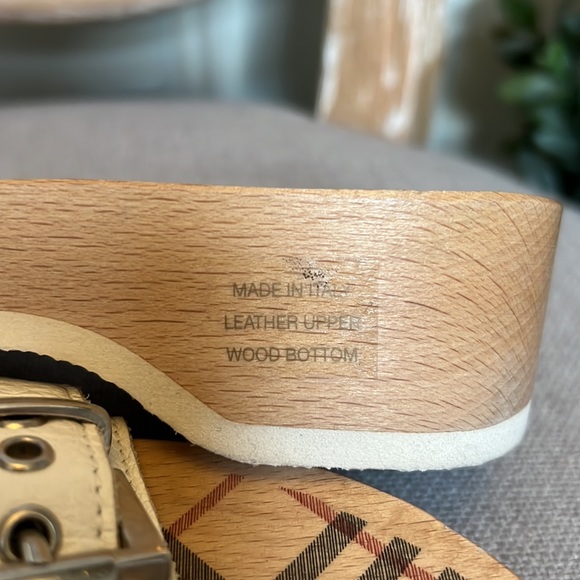 MADE IN ITALY
LEATHER UPPER
WOOD BOTTOM